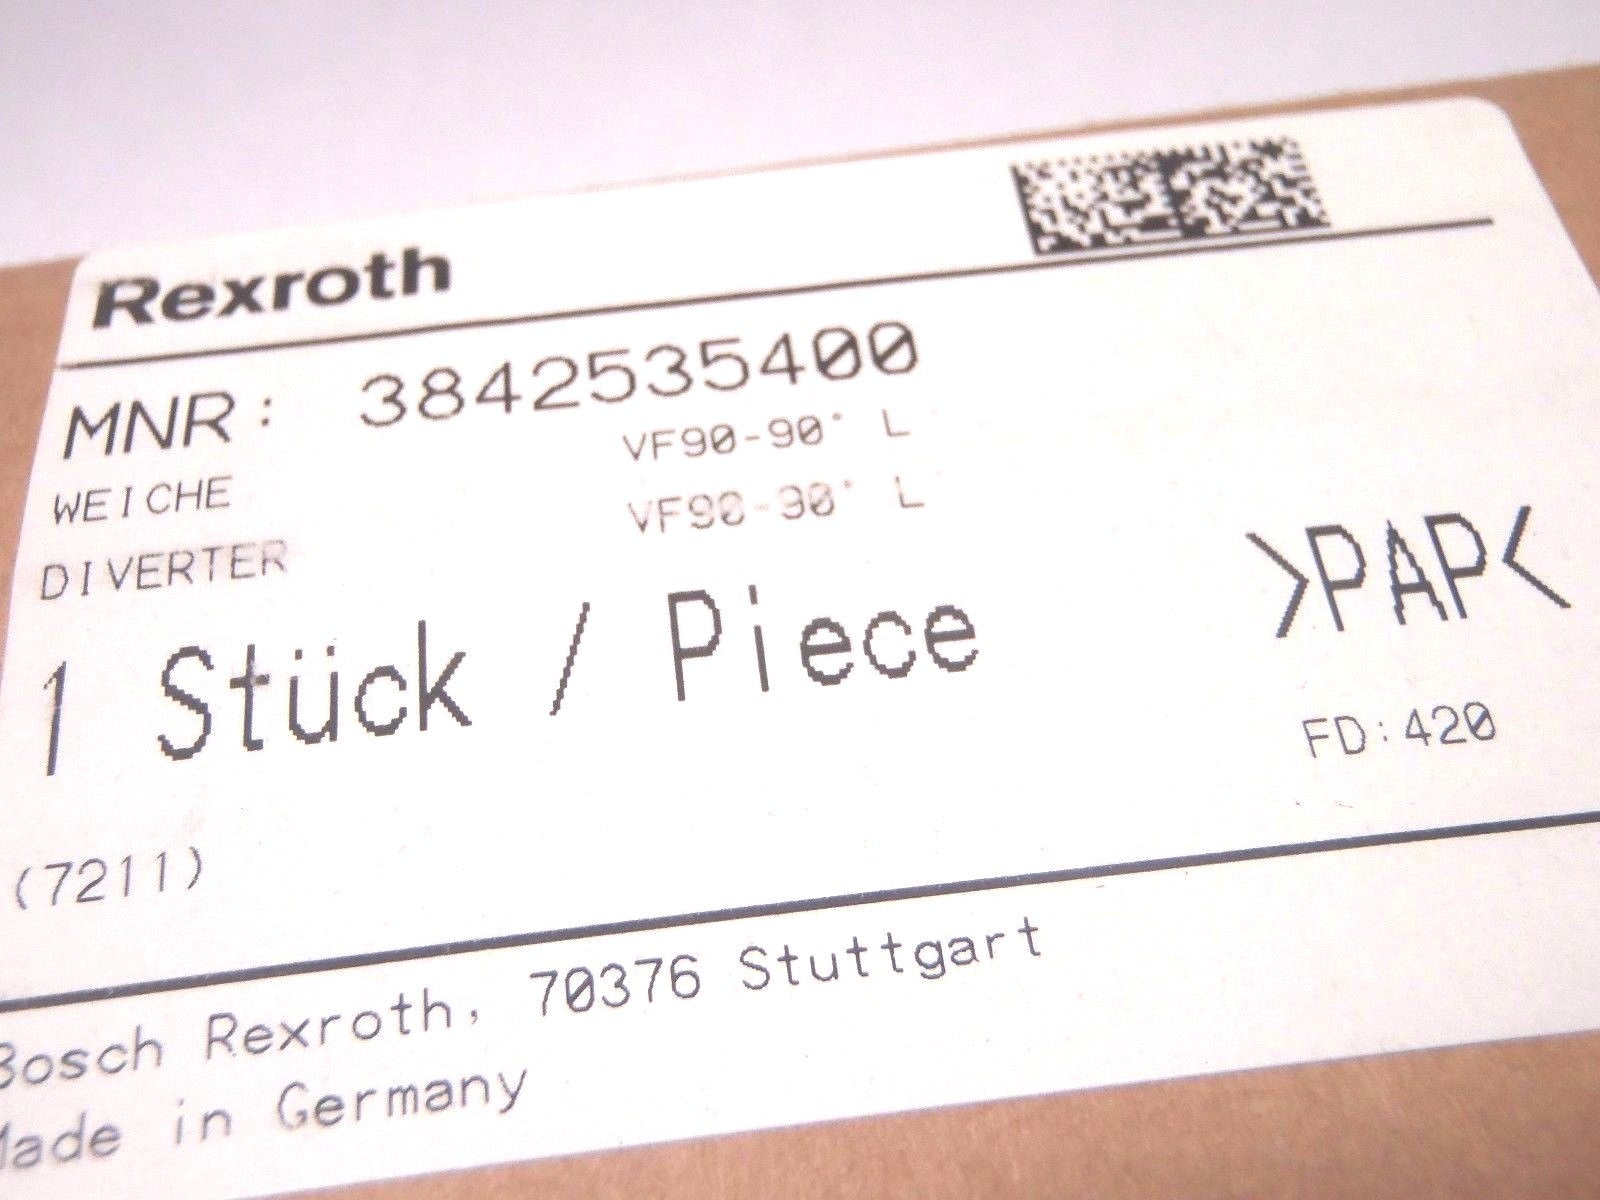 Rexroth
MNR: 3842535400
WEICHE VF90-90° L
DIVERTER VF90-90° L
1 Stück / Piece
>PAP<
FD:420
(7211)
Bosch Rexroth, 70376 Stuttgart
Made in Germany